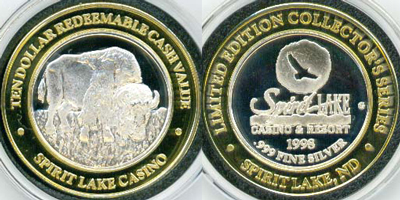 TEN DOLLAR REDEEMABLE CASH VALUE
SPIRIT LAKE CASINO
LIMITED EDITION COLLECTOR'S SERIES
Spirit LAKE
CASINO & RESORT
1998
.999 FINE SILVER
SPIRIT LAKE, ND